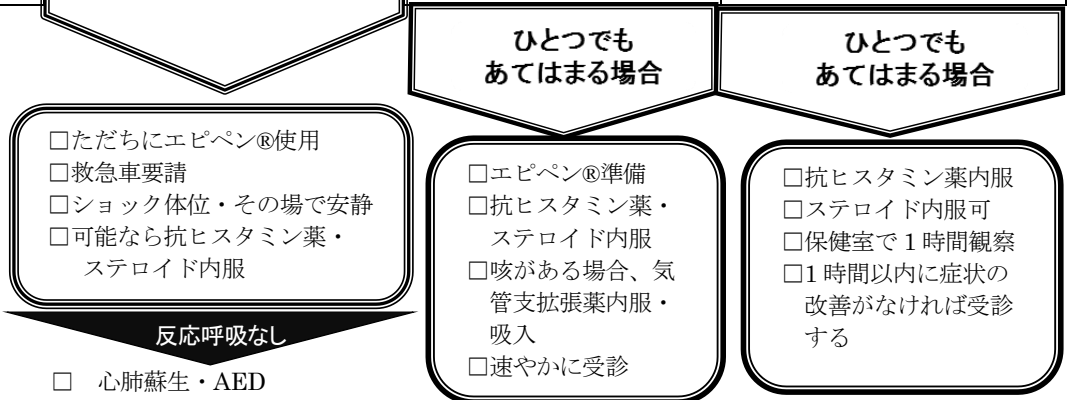 □ただちにエピペン®使用
□救急車要請
□ショック体位・その場で安静
□可能なら抗ヒスタミン薬・
ステロイド内服
反応呼吸なし
□ 心肺蘇生・AED
ひとつでも
あてはまる場合
□エピペン®準備
□抗ヒスタミン薬・
ステロイド内服
□咳がある場合、気
管支拡張薬内服・
吸入
□速やかに受診
ひとつでも
あてはまる場合
□抗ヒスタミン薬内服
□ステロイド内服可
□保健室で1時間観察
□1時間以内に症状の
改善がなければ受診
する